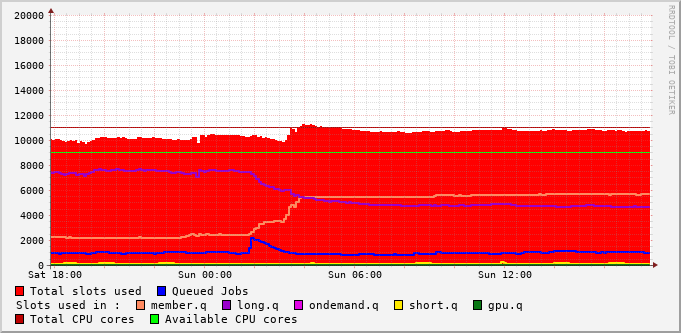 RRDTOOL / TOBI OETIKER
20000
18000
16000
14000
12000
10000
8000
6000
4000
2000
0
Sat 18:00 Sun 00:00 Sun 06:00 Sun 12:00
Total slots used Queued Jobs
Slots used in : member.q long.q ondemand.q short.q gpu.q
Total CPU cores Available CPU cores